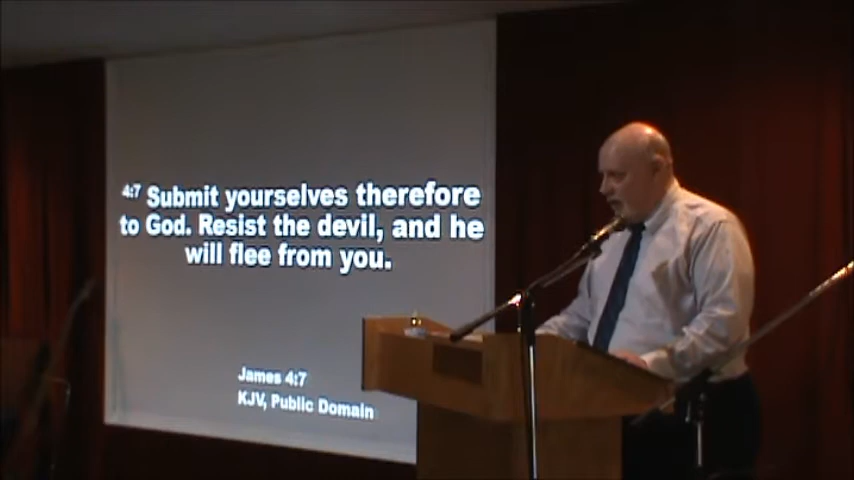 4:7 Submit yourselves therefore
to God. Resist the devil, and he
will flee from you.
James 4:7
KJV, Public Domain